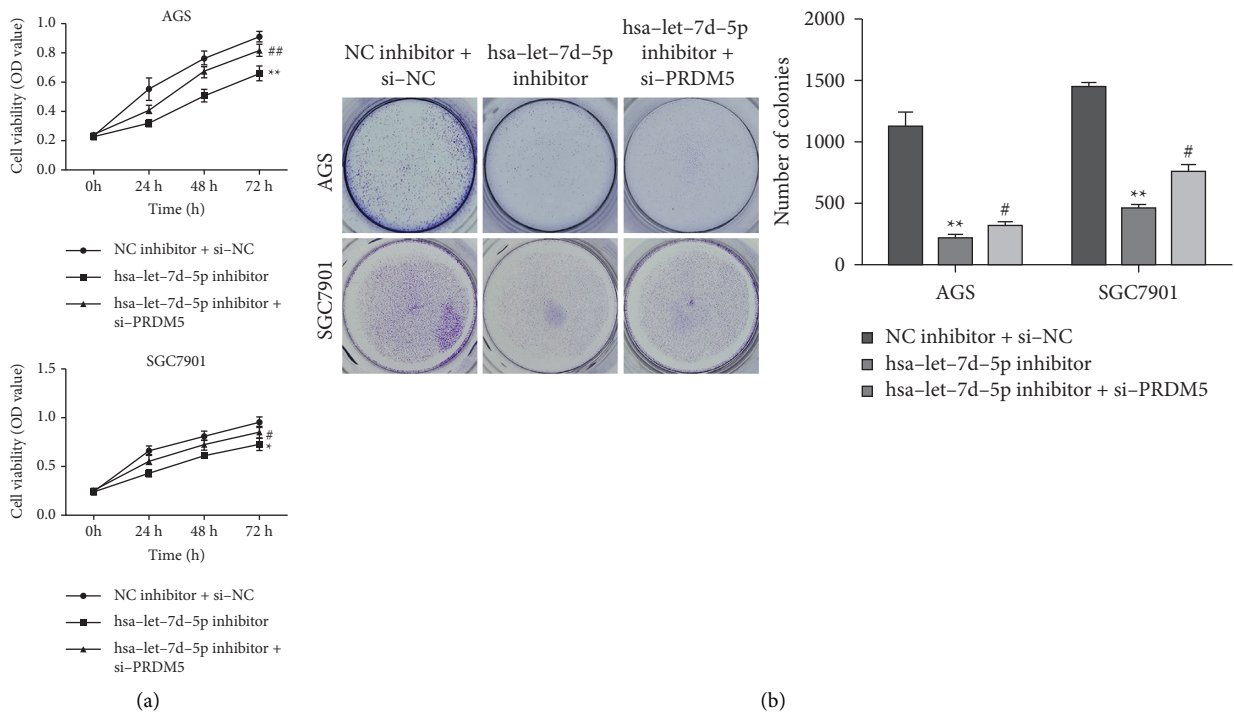 AGS
Cell viability (OD value)
1.0
0.8
0.6
0.4
0.2
0.0
##
**
0h 24 h 48 h 72 h
Time (h)
NC inhibitor + si–NC
hsa–let–7d–5p inhibitor
hsa–let–7d–5p inhibitor +
si–PRDM5
SGC7901
Cell viability (OD value)
1.5
1.0
0.5
0.0
#
*
0h 24 h 48 h 72 h
Time (h)
NC inhibitor + si–NC
hsa–let–7d–5p inhibitor
hsa–let–7d–5p inhibitor +
si–PRDM5
(a)
NC inhibitor +
si–NC
hsa–let–7d–5p
inhibitor
hsa–let–7d–5p
inhibitor +
si–PRDM5
AGS
SGC7901
Number of colonies
2000
1500
1000
500
0
**
#
**
#
AGS SGC7901
NC inhibitor + si–NC
hsa–let–7d–5p inhibitor
hsa–let–7d–5p inhibitor + si–PRDM5
(b)